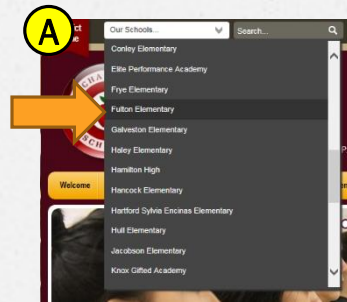 A
Our Schools...
Search...
Conley Elementary
Elite Performance Academy
Frye Elementary
Fulton Elementary
Galveston Elementary
Haley Elementary
Hamilton High
Welcome
Hancock Elementary
Hartford Sylvia Encinas Elementary
Hull Elementary
Jacobson Elementary
Knox Gifted Academy